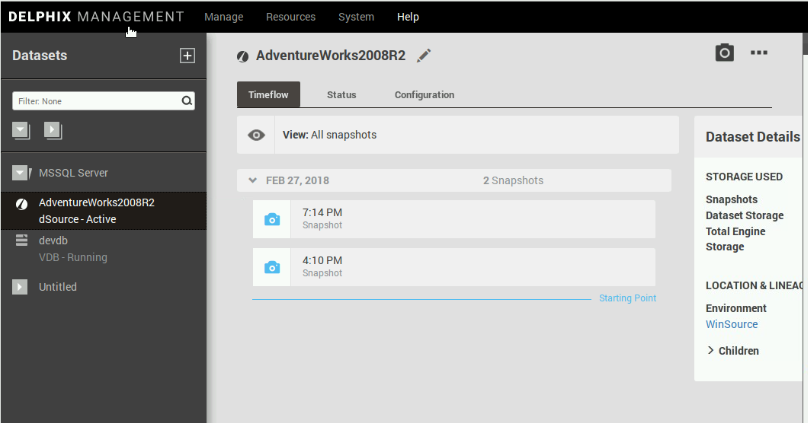 DELPHIX MANAGEMENT Manage Resources System Help
Datasets
Filter: None
MSSQL Server
AdventureWorks2008R2
dSource - Active
devdb
VDB - Running
Untitled
AdventureWorks2008R2
Timeflow Status Configuration
View: All snapshots
FEB 27, 2018 2 Snapshots
7:14 PM
Snapshot
4:10 PM
Snapshot
Starting Point
Dataset Details
STORAGE USED
Snapshots
Dataset Storage
Total Engine
Storage
LOCATION & LINEAG
Environment
WinSource
Children